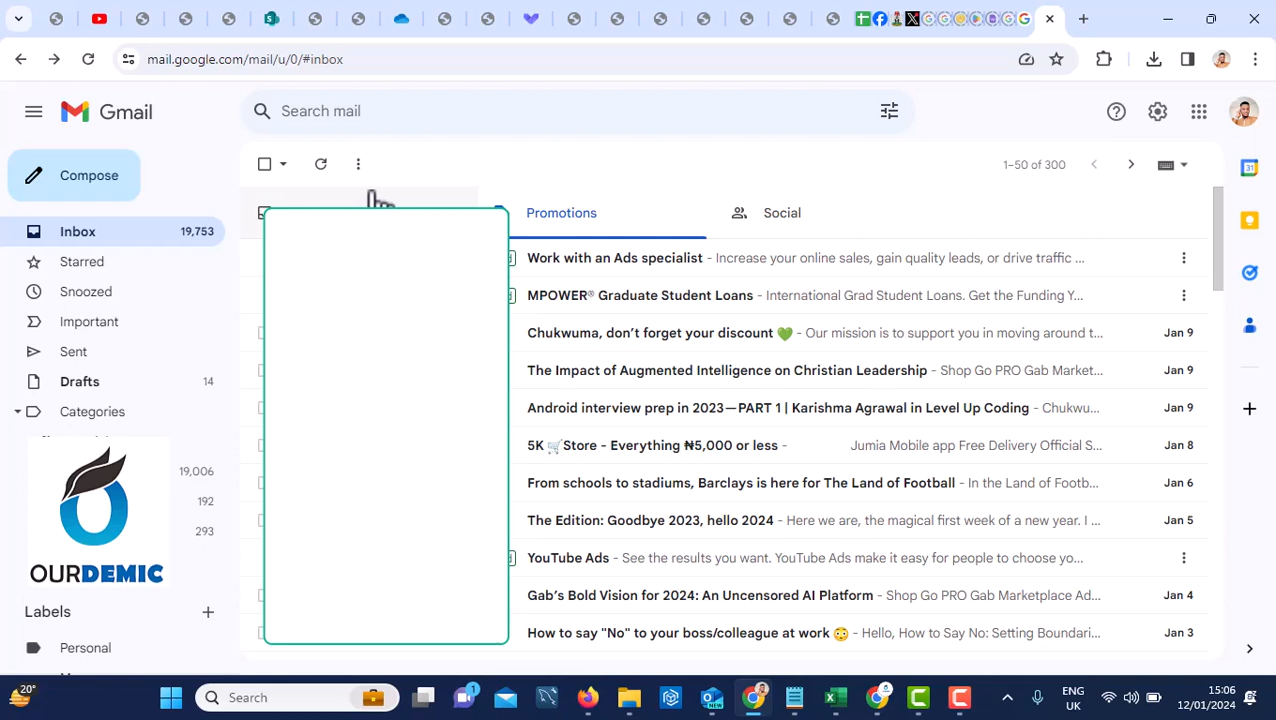 mail.google.com/mail/u/0/#inbox
Gmail
Search mail
Compose
1–50 of 300
Inbox 19,753
Promotions
Social
Starred
Snoozed
Important
Sent
Drafts 14
Categories
19,006
192
293
OURDEMIC
Labels
Personal
Work with an Ads specialist - Increase your online sales, gain quality leads, or drive traffic ...
MPOWER® Graduate Student Loans - International Grad Student Loans. Get the Funding Y...
Chukwuma, don't forget your discount 💚 - Our mission is to support you in moving around t... Jan 9
The Impact of Augmented Intelligence on Christian Leadership - Shop Go PRO Gab Market... Jan 9
Android interview prep in 2023—PART 1 | Karishma Agrawal in Level Up Coding - Chukwu... Jan 9
5K 🛒Store - Everything ₦5,000 or less - Jumia Mobile app Free Delivery Official S... Jan 8
From schools to stadiums, Barclays is here for The Land of Football - In the Land of Footb... Jan 6
The Edition: Goodbye 2023, hello 2024 - Here we are, the magical first week of a new year. I ... Jan 5
YouTube Ads - See the results you want. YouTube Ads make it easy for people to choose yo...
Gab's Bold Vision for 2024: An Uncensored AI Platform - Shop Go PRO Gab Marketplace Ad... Jan 4
How to say "No" to your boss/colleague at work 😳 - Hello, How to Say No: Setting Boundari... Jan 3
20°
Search
NEW
1
ENG
UK
15:06
12/01/2024